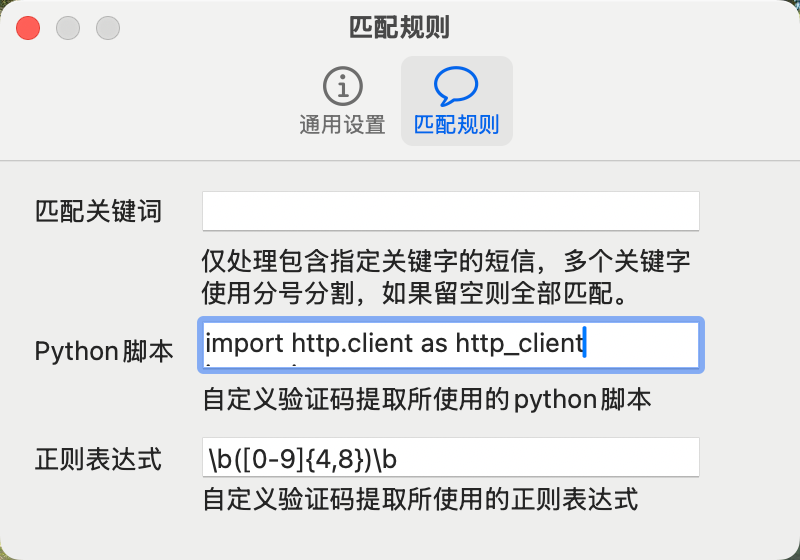 匹配规则
通用设置
匹配规则
匹配关键词
仅处理包含指定关键字的短信，多个关键字
使用分号分割，如果留空则全部匹配。
Python脚本
import http.client as http_client
自定义验证码提取所使用的python脚本
正则表达式
\b([0-9]{4,8})\b
自定义验证码提取所使用的正则表达式